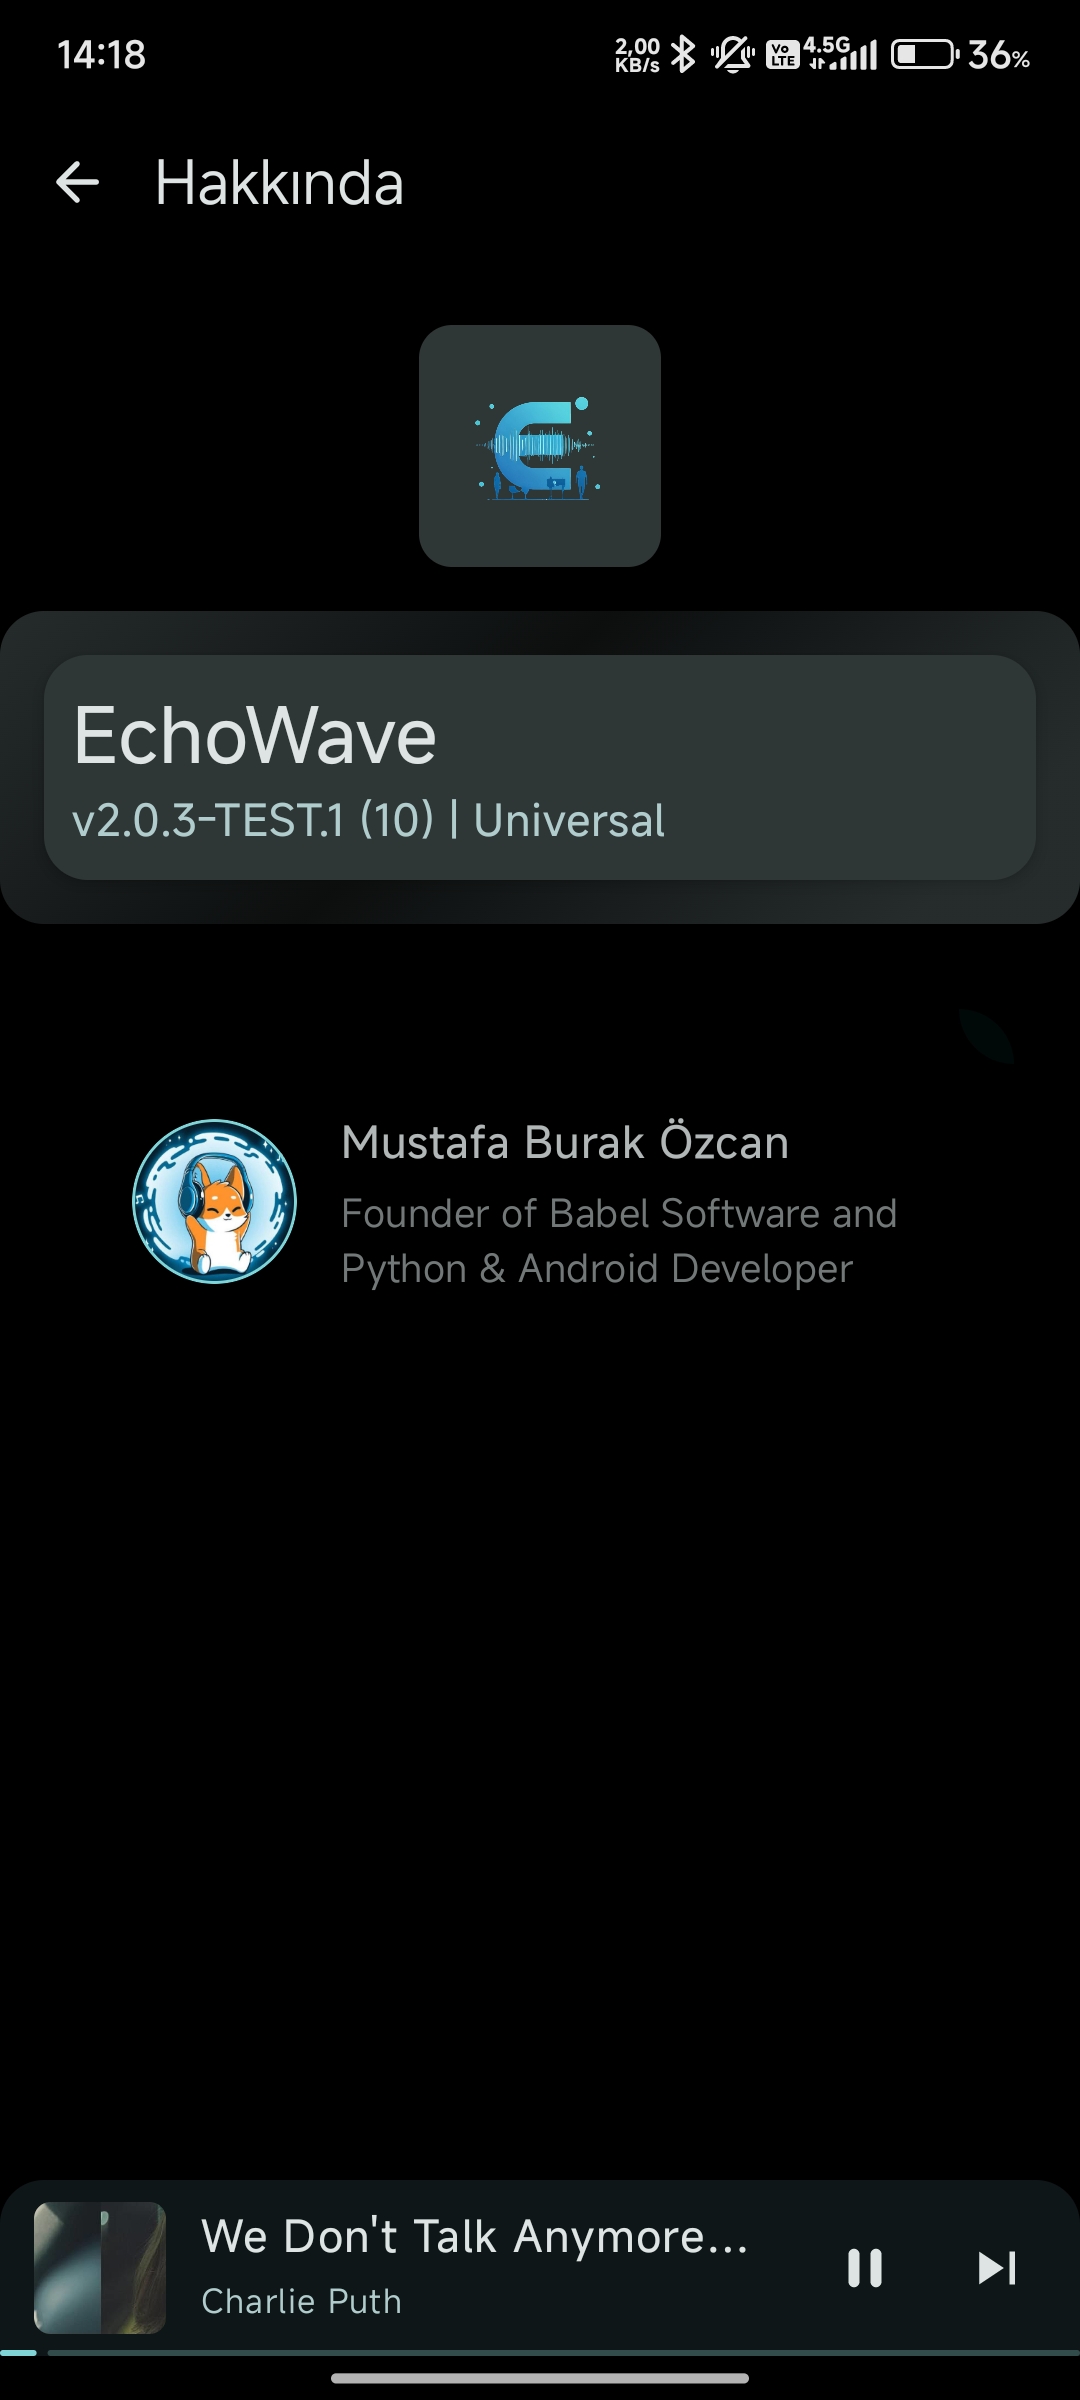 14:18
2,00
KB/s
Vo
LTE
4.5G
36%
Hakkında
EchoWave
v2.0.3-TEST.1 (10) | Universal
Mustafa Burak Özcan
Founder of Babel Software and
Python & Android Developer
We Don't Talk Anymore...
Charlie Puth